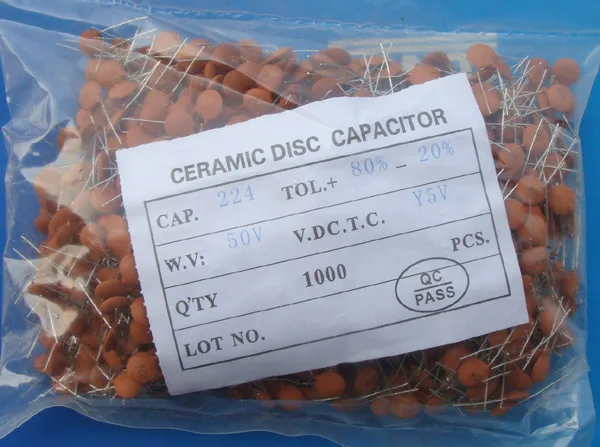 CERAMIC DISC CAPACITOR
CAP. 224 TOL.+ 80% - 20%
W.V: 50V V.DC.T.C. Y5V
Q'TY 1000 PCS.
LOT NO.
QC
PASS